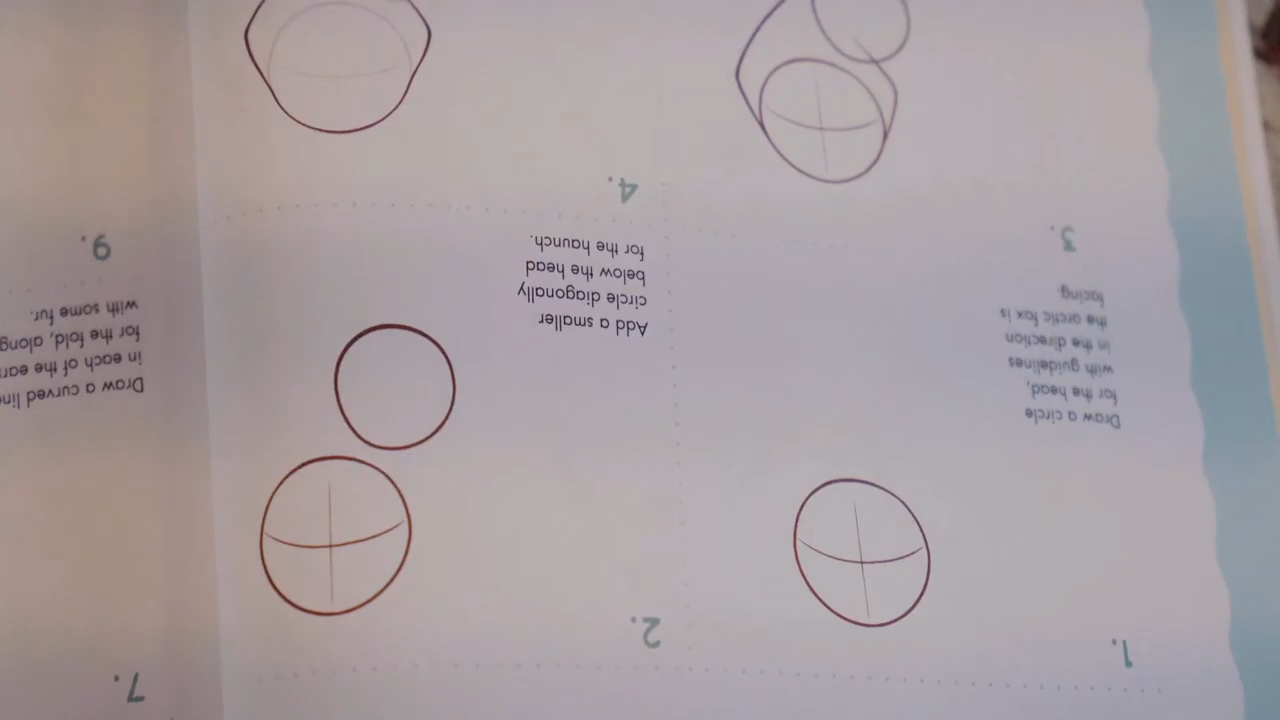 1.
Draw a circle
for the head,
with guidelines
in the direction
the arctic fox is
facing.
2.
Add a smaller
circle diagonally
below the head
for the haunch.
3.
4.
7.
Draw a curved
in each of the
for the fold, along
with some fur.
9.